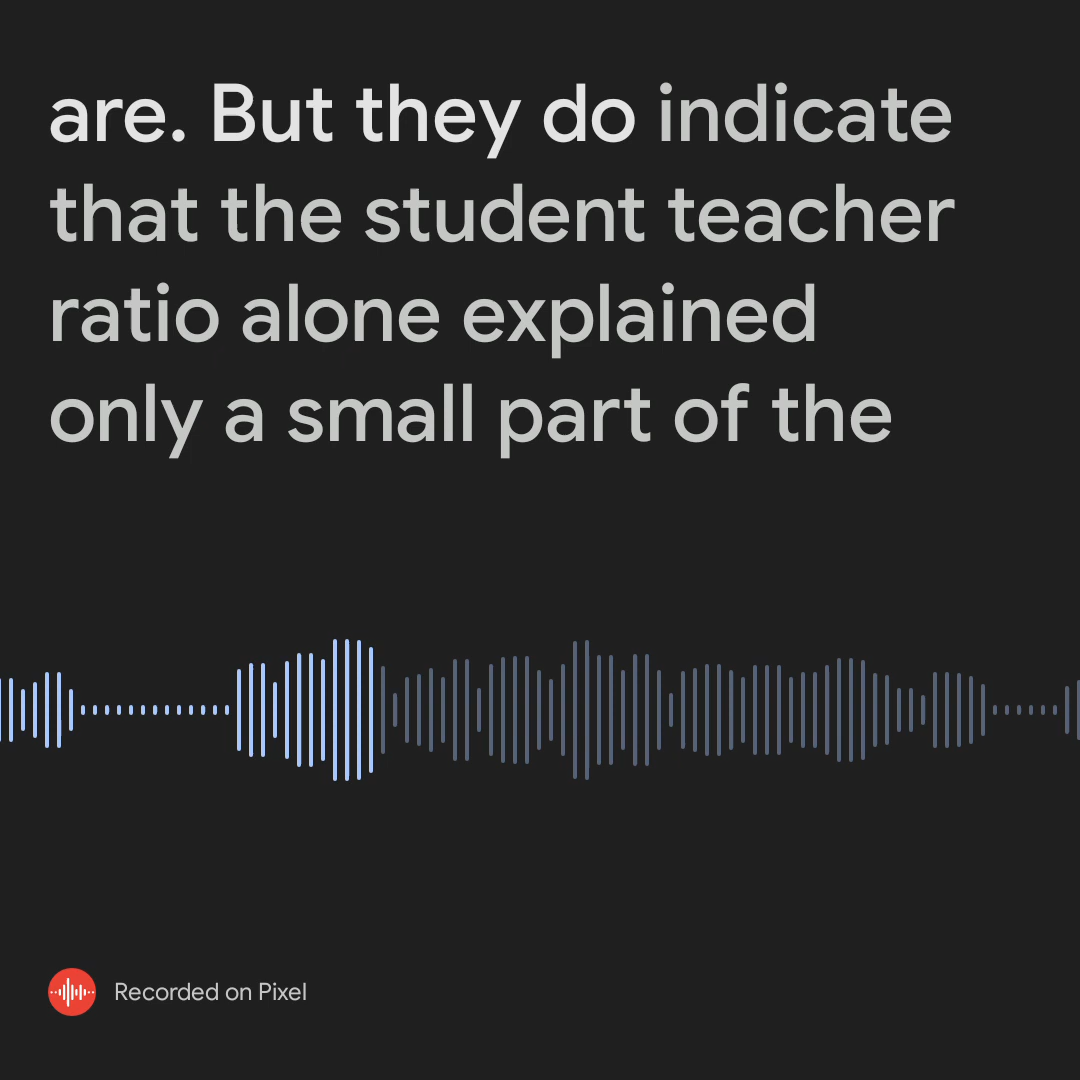 are. But they do indicate
that the student teacher
ratio alone explained
only a small part of the
Recorded on Pixel